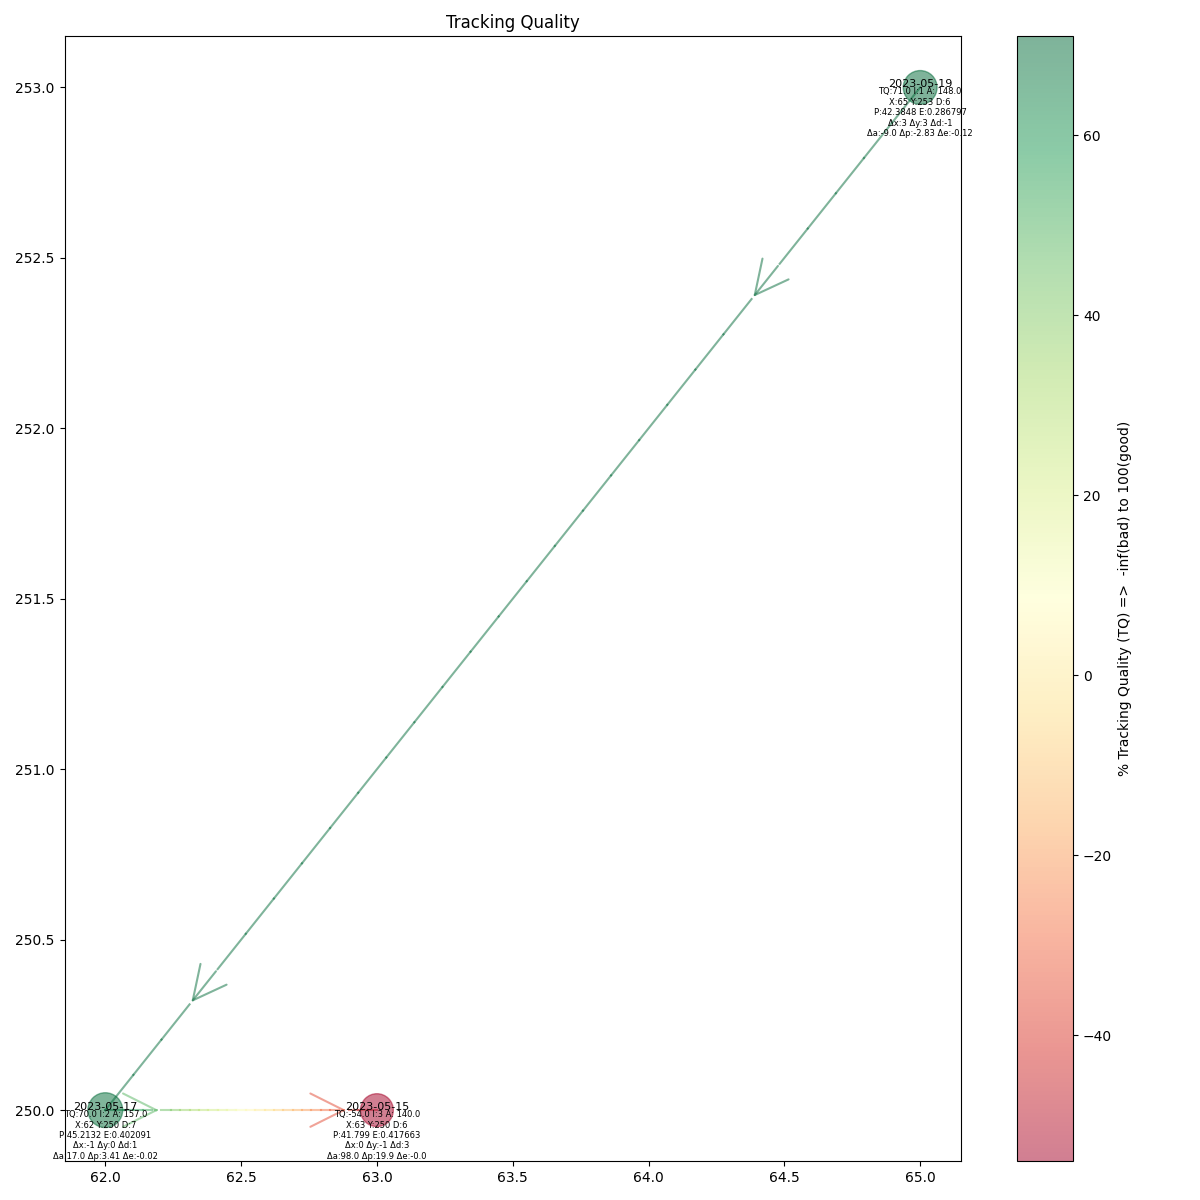 Tracking Quality
253.0
252.5
252.0
251.5
251.0
250.5
250.0
62.0 62.5 63.0 63.5 64.0 64.5 65.0
2023-05-19
TQ:71.0 I:1 A: 148.0
X:65 Y:253 D:6
P:42.3848 E:0.286797
Δx:3 Δy:3 Δd:-1
Δa:-9.0 Δp:-2.83 Δe:-0.12
2023-05-17
TQ:70.0 I:2 A: 157.0
X:62 Y:250 D:7
P:45.2132 E:0.402091
Δx:-1 Δy:0 Δd:1
Δa:17.0 Δp:3.41 Δe:-0.02
2023-05-15
TQ:-54.0 I:3 A: 140.0
X:63 Y:250 D:6
P:41.799 E:0.417663
Δx:0 Δy:-1 Δd:3
Δa:98.0 Δp:19.9 Δe:-0.0
60
40
20
0
−20
−40
% Tracking Quality (TQ) => -inf(bad) to 100(good)